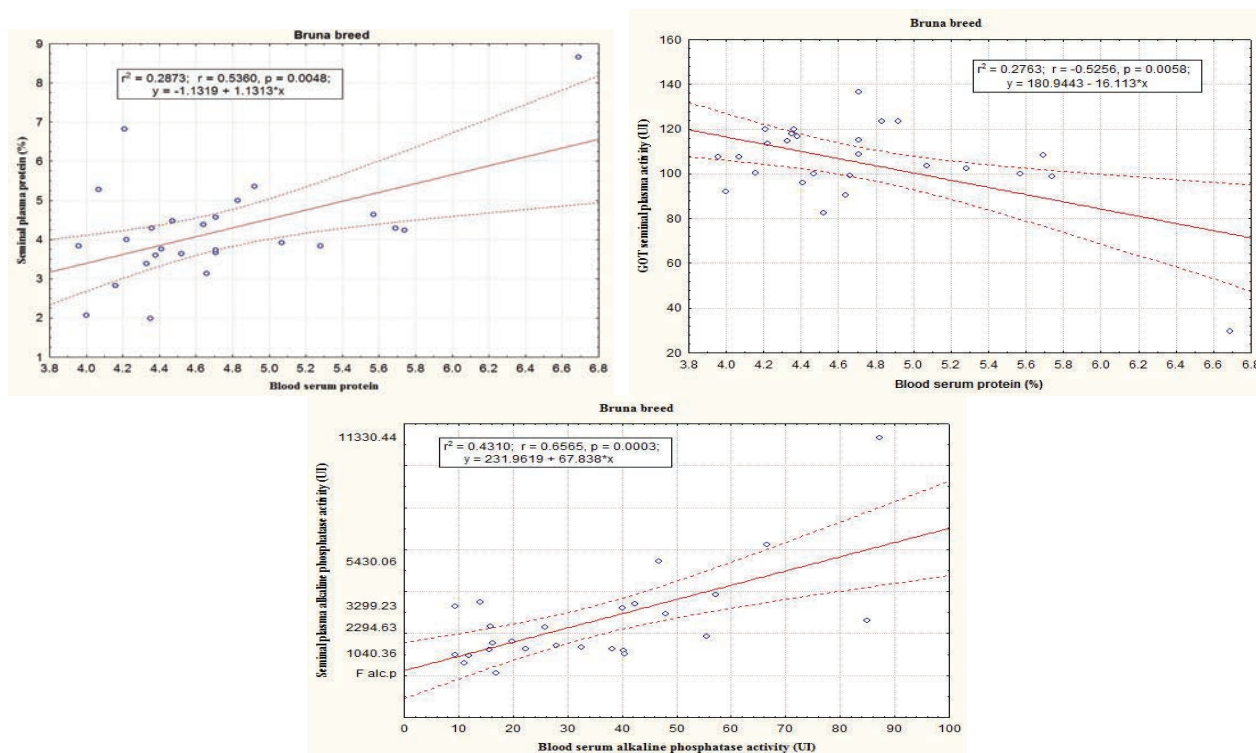 Bruna breed
r² = 0.2873; r = 0.5360, p = 0.0048;
y = -1.1319 + 1.1313*x
Seminal plasma protein (%)
9
8
7
6
5
4
3
2
1
3.8 4.0 4.2 4.4 4.6 4.8 5.0 5.2 5.4 5.6 5.8 6.0 6.2 6.4 6.6 6.8
Blood serum protein
Bruna breed
r² = 0.2763; r = -0.5256, p = 0.0058;
y = 180.9443 - 16.113*x
GOT seminal plasma activity (UI)
160
140
120
100
80
60
40
20
3.8 4.0 4.2 4.4 4.6 4.8 5.0 5.2 5.4 5.6 5.8 6.0 6.2 6.4 6.6 6.8
Blood serum protein (%)
Bruna breed
r² = 0.4310; r = 0.6565, p = 0.0003;
y = 231.9619 + 67.838*x
Seminal plasma alkaline phosphatase activity (UI)
11330.44
5430.06
3299.23
2294.63
1040.36
F alc.p
0 10 20 30 40 50 60 70 80 90 100
Blood serum alkaline phosphatase activity (UI)